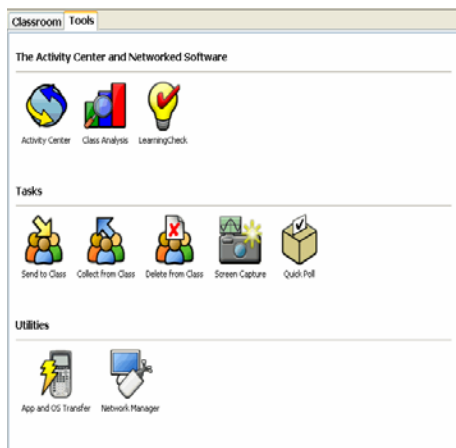 Classroom Tools
The Activity Center and Networked Software
Activity Center Class Analysis LearningCheck
Tasks
Send to Class Collect from Class Delete from Class Screen Capture Quick Poll
Utilities
App and OS Transfer Network Manager